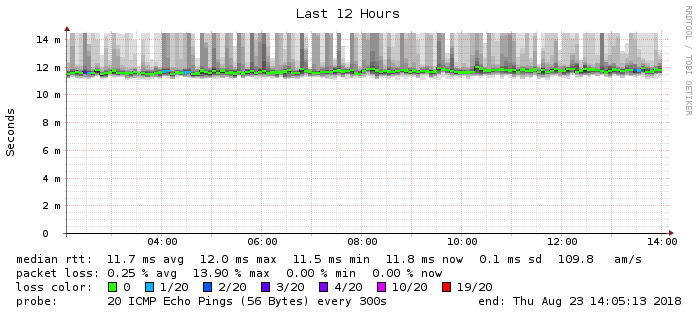 Last 12 Hours
RRDTOOL / TOBI OETIKER
Seconds
14 m
12 m
10 m
8 m
6 m
4 m
2 m
0
04:00 06:00 08:00 10:00 12:00 14:00
median rtt: 11.7 ms avg 12.0 ms max 11.5 ms min 11.8 ms now 0.1 ms sd 109.8 am/s
packet loss: 0.25 % avg 13.90 % max 0.00 % min 0.00 % now
loss color: 0 1/20 2/20 3/20 4/20 10/20 19/20
probe: 20 ICMP Echo Pings (56 Bytes) every 300s end: Thu Aug 23 14:05:13 2018